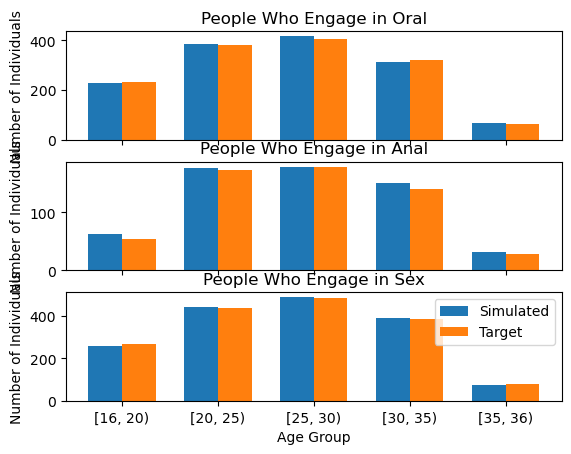 People Who Engage in Oral
Number of Individuals
400
200
0
People Who Engage in Anal
Number of Individuals
100
0
People Who Engage in Sex
Number of Individuals
400
200
0
Simulated
Target
[16, 20) [20, 25) [25, 30) [30, 35) [35, 36)
Age Group